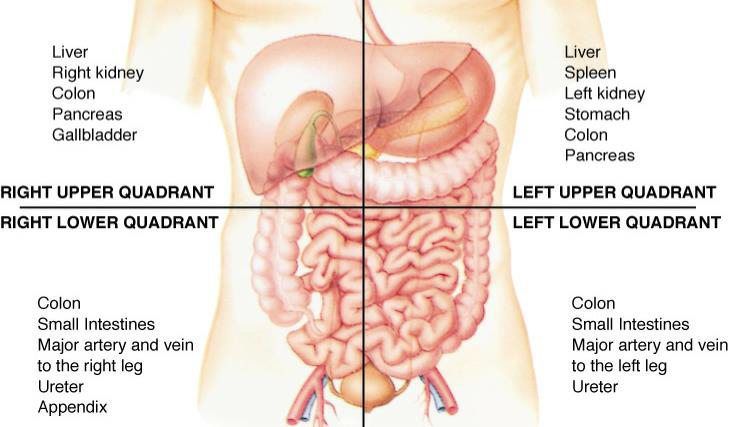 Liver
Right kidney
Colon
Pancreas
Gallbladder
Liver
Spleen
Left kidney
Stomach
Colon
Pancreas
RIGHT UPPER QUADRANT
LEFT UPPER QUADRANT
RIGHT LOWER QUADRANT
LEFT LOWER QUADRANT
Colon
Small Intestines
Major artery and vein
to the right leg
Ureter
Appendix
Colon
Small Intestines
Major artery and vein
to the left leg
Ureter